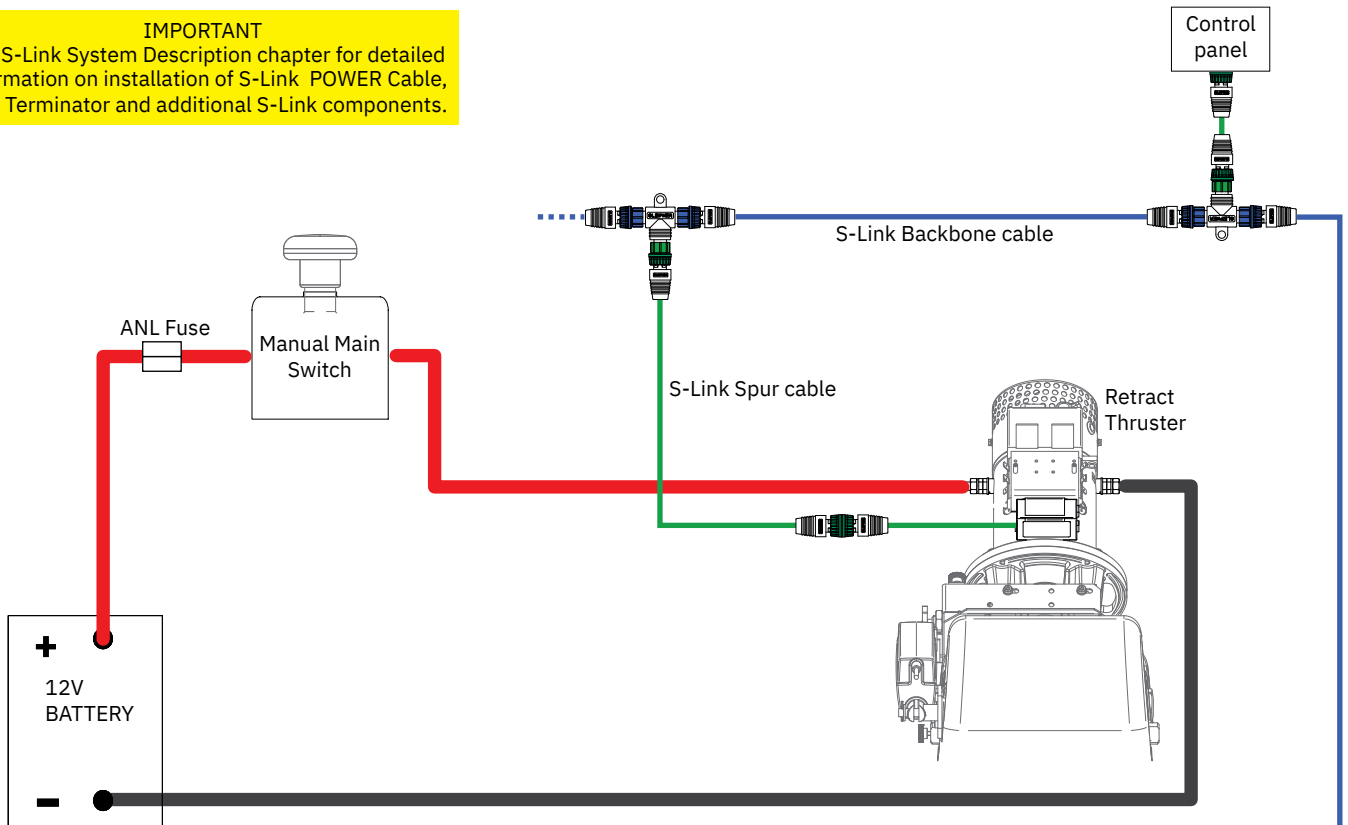 IMPORTANT
S-Link System Description chapter for detailed
rmation on installation of S-Link POWER Cable,
Terminator and additional S-Link components.
Control
panel
S-Link Backbone cable
ANL Fuse
Manual Main
Switch
S-Link Spur cable
Retract
Thruster
+
12V
BATTERY
-